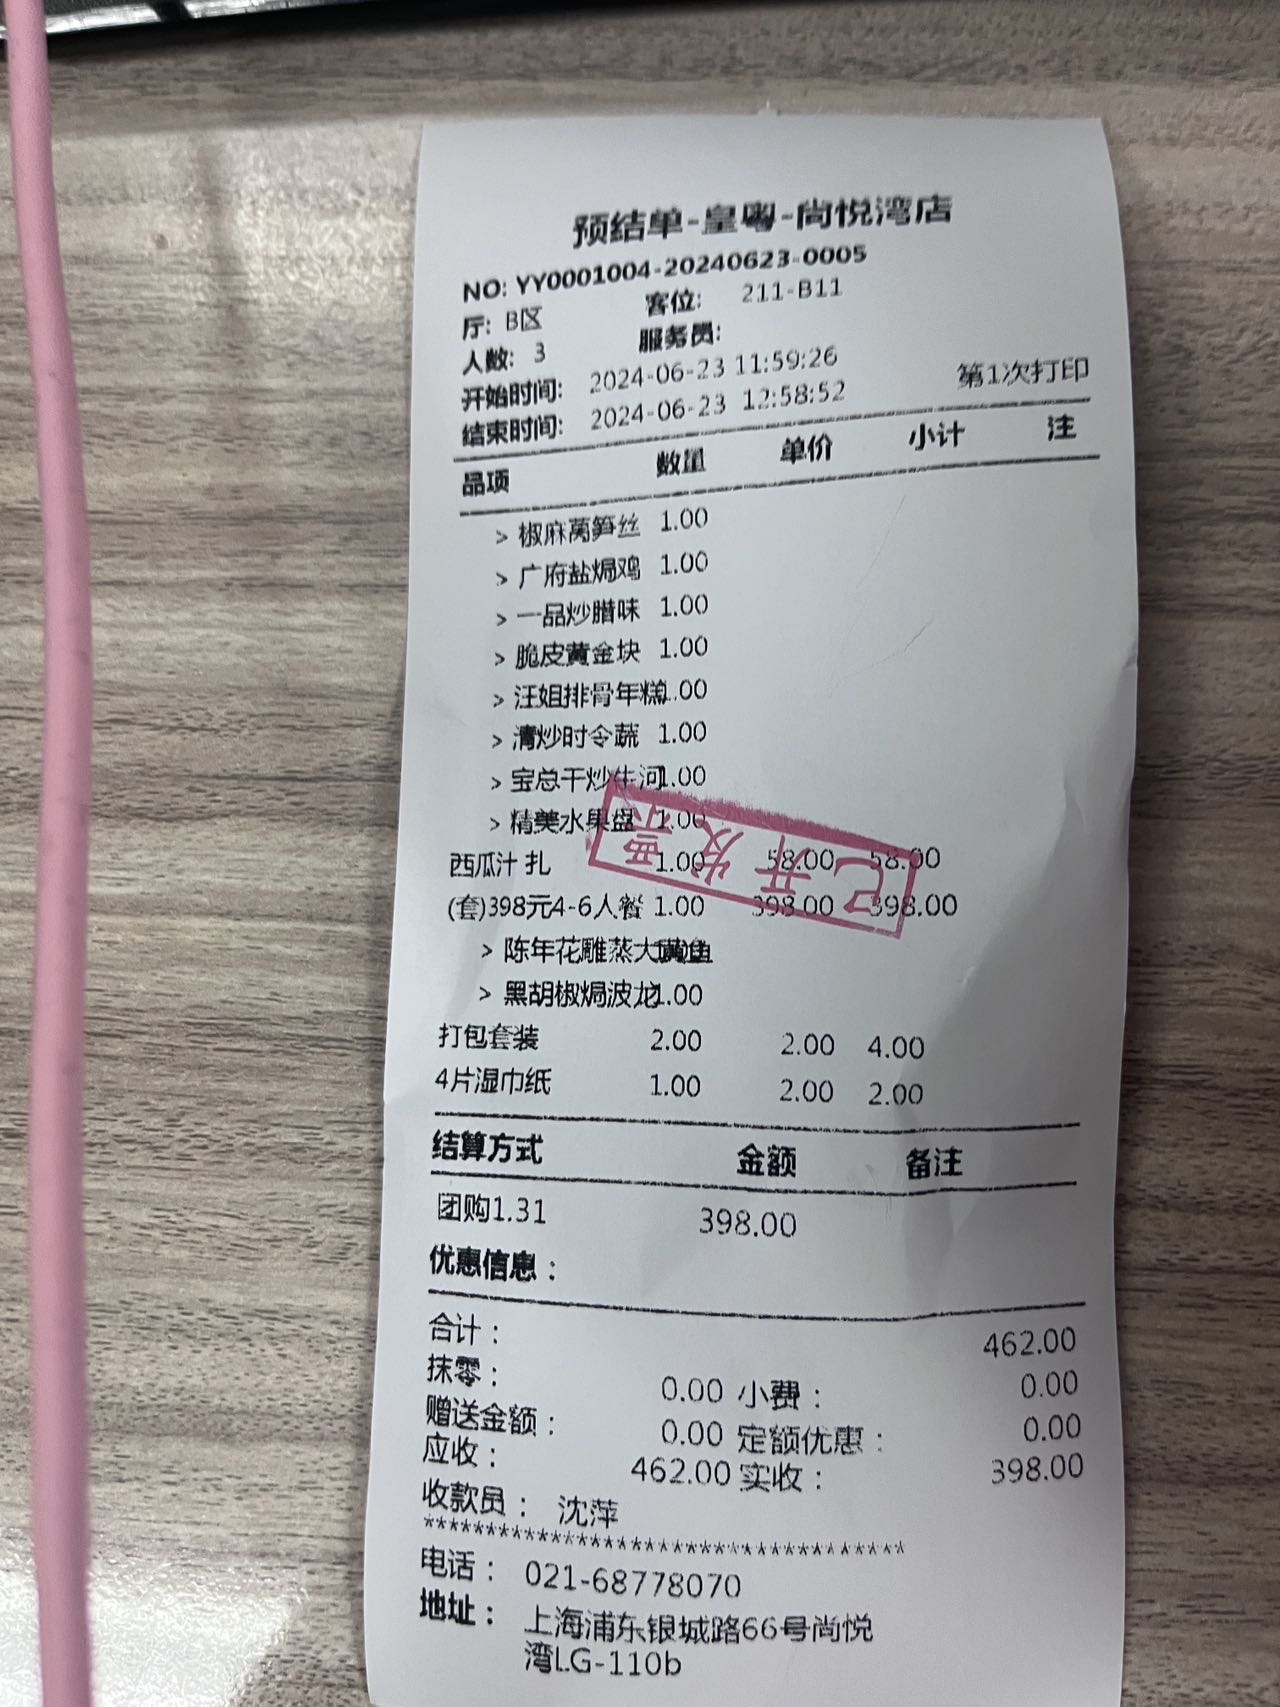 预结单-皇粤-尚悦湾店
NO: YY0001004-20240623-0005
厅: B区 客位: 211-B11
人数: 3 服务员:
开始时间: 2024-06-23 11:59:26
结束时间: 2024-06-23 12:58:52 第1次打印
品项 数量 单价 小计 注
> 椒麻莴笋丝 1.00
> 广府盐焗鸡 1.00
> 一品炒腊味 1.00
> 脆皮黄金块 1.00
> 汪姐排骨年糕1.00
> 清炒时令蔬 1.00
> 宝总干炒牛河1.00
> 精美水果盘 1.00
已开发票
西瓜汁 扎 1.00 58.00 58.00
(套)398元4-6人餐 1.00 398.00 398.00
> 陈年花雕蒸大黄鱼
> 黑胡椒焗波龙1.00
打包套装 2.00 2.00 4.00
4片湿巾纸 1.00 2.00 2.00
结算方式 金额 备注
团购1.31 398.00
优惠信息：
合计： 462.00
抹零： 0.00 小费： 0.00
赠送金额： 0.00 定额优惠： 0.00
应收： 462.00 实收： 398.00
收款员： 沈萍
****************************************
电话： 021-68778070
地址： 上海浦东银城路66号尚悦
湾LG-110b